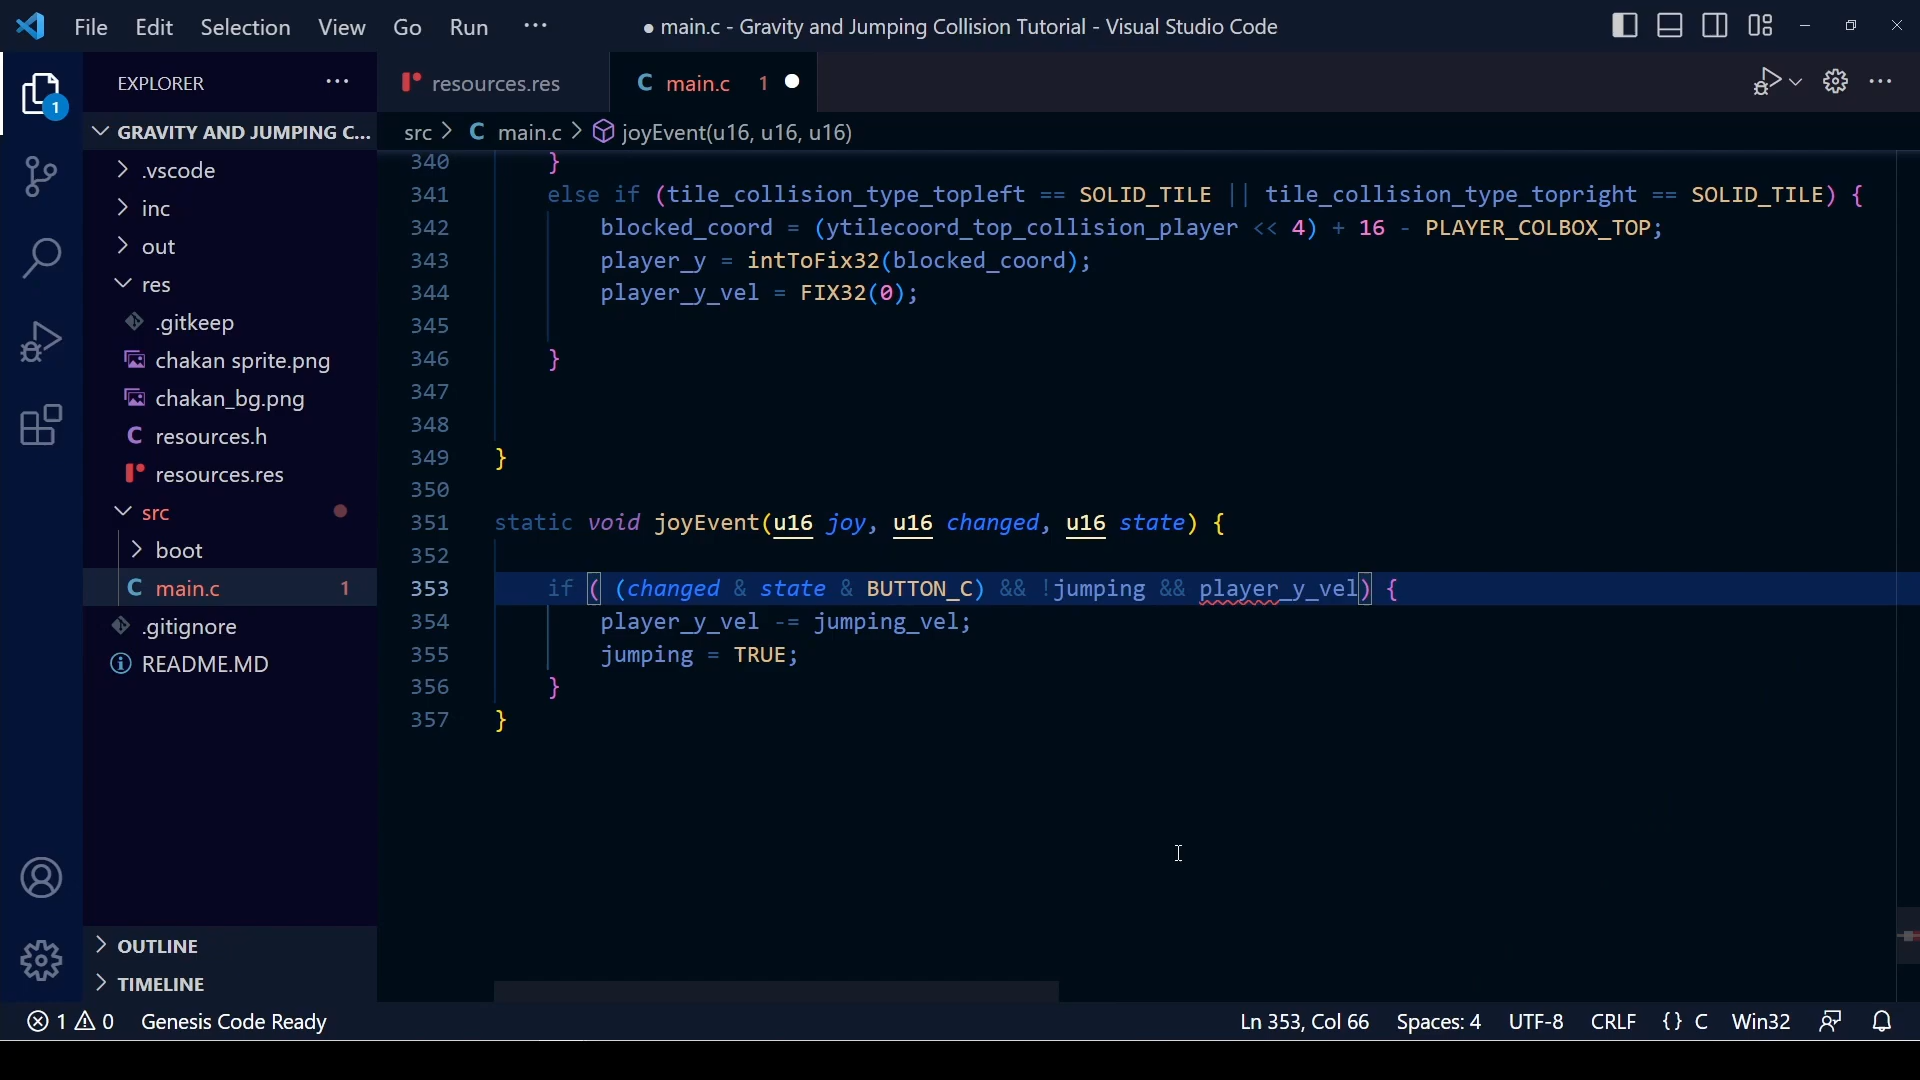 File Edit Selection View Go Run ···
● main.c - Gravity and Jumping Collision Tutorial - Visual Studio Code
EXPLORER ···
resources.res
C main.c 1
GRAVITY AND JUMPING C...
src > C main.c > joyEvent(u16, u16, u16)
1
.vscode
inc
out
res
.gitkeep
chakan sprite.png
chakan_bg.png
C resources.h
resources.res
src
boot
C main.c 1
.gitignore
README.MD
OUTLINE
TIMELINE
340 }
341 else if (tile_collision_type_topleft == SOLID_TILE || tile_collision_type_topright == SOLID_TILE) {
342 blocked_coord = (ytilecoord_top_collision_player << 4) + 16 - PLAYER_COLBOX_TOP;
343 player_y = intToFix32(blocked_coord);
344 player_y_vel = FIX32(0);
345
346 }
347
348
349 }
350
351 static void joyEvent(u16 joy, u16 changed, u16 state) {
352
353 if ( (changed & state & BUTTON_C) && !jumping && player_y_vel) {
354 player_y_vel -= jumping_vel;
355 jumping = TRUE;
356 }
357 }
1 0 Genesis Code Ready
Ln 353, Col 66 Spaces: 4 UTF-8 CRLF {} C Win32